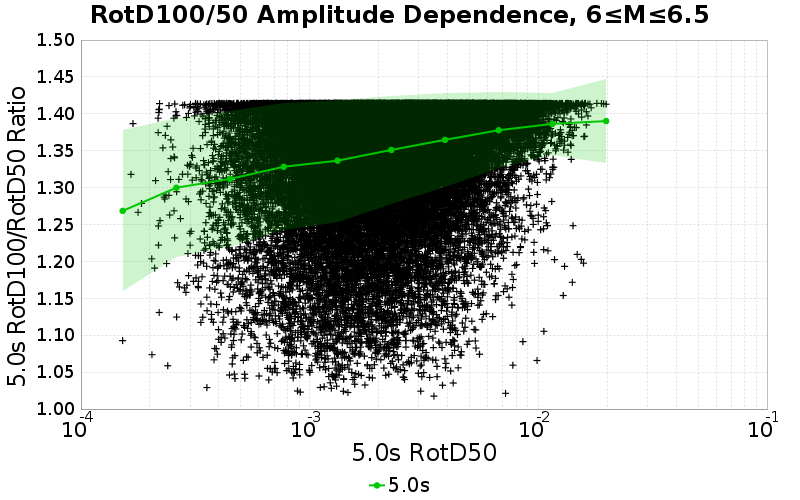 RotD100/50 Amplitude Dependence, 6≤M≤6.5
5.0s RotD100/RotD50 Ratio
1.50
1.45
1.40
1.35
1.30
1.25
1.20
1.15
1.10
1.05
1.00
10^-4 10^-3 10^-2 10^-1
5.0s RotD50
5.0s